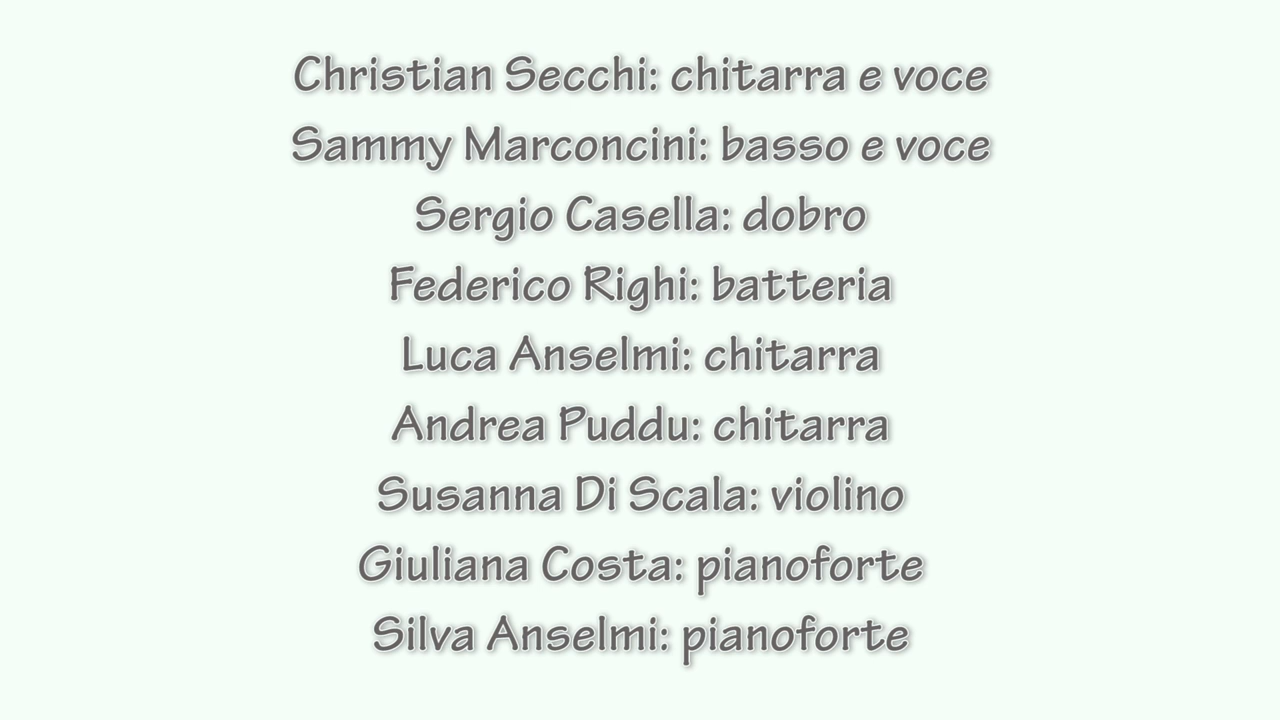 Christian Secchi: chitarra e voce
Sammy Marconcini: basso e voce
Sergio Casella: dobro
Federico Righi: batteria
Luca Anselmi: chitarra
Andrea Puddu: chitarra
Susanna Di Scala: violino
Giuliana Costa: pianoforte
Silva Anselmi: pianoforte